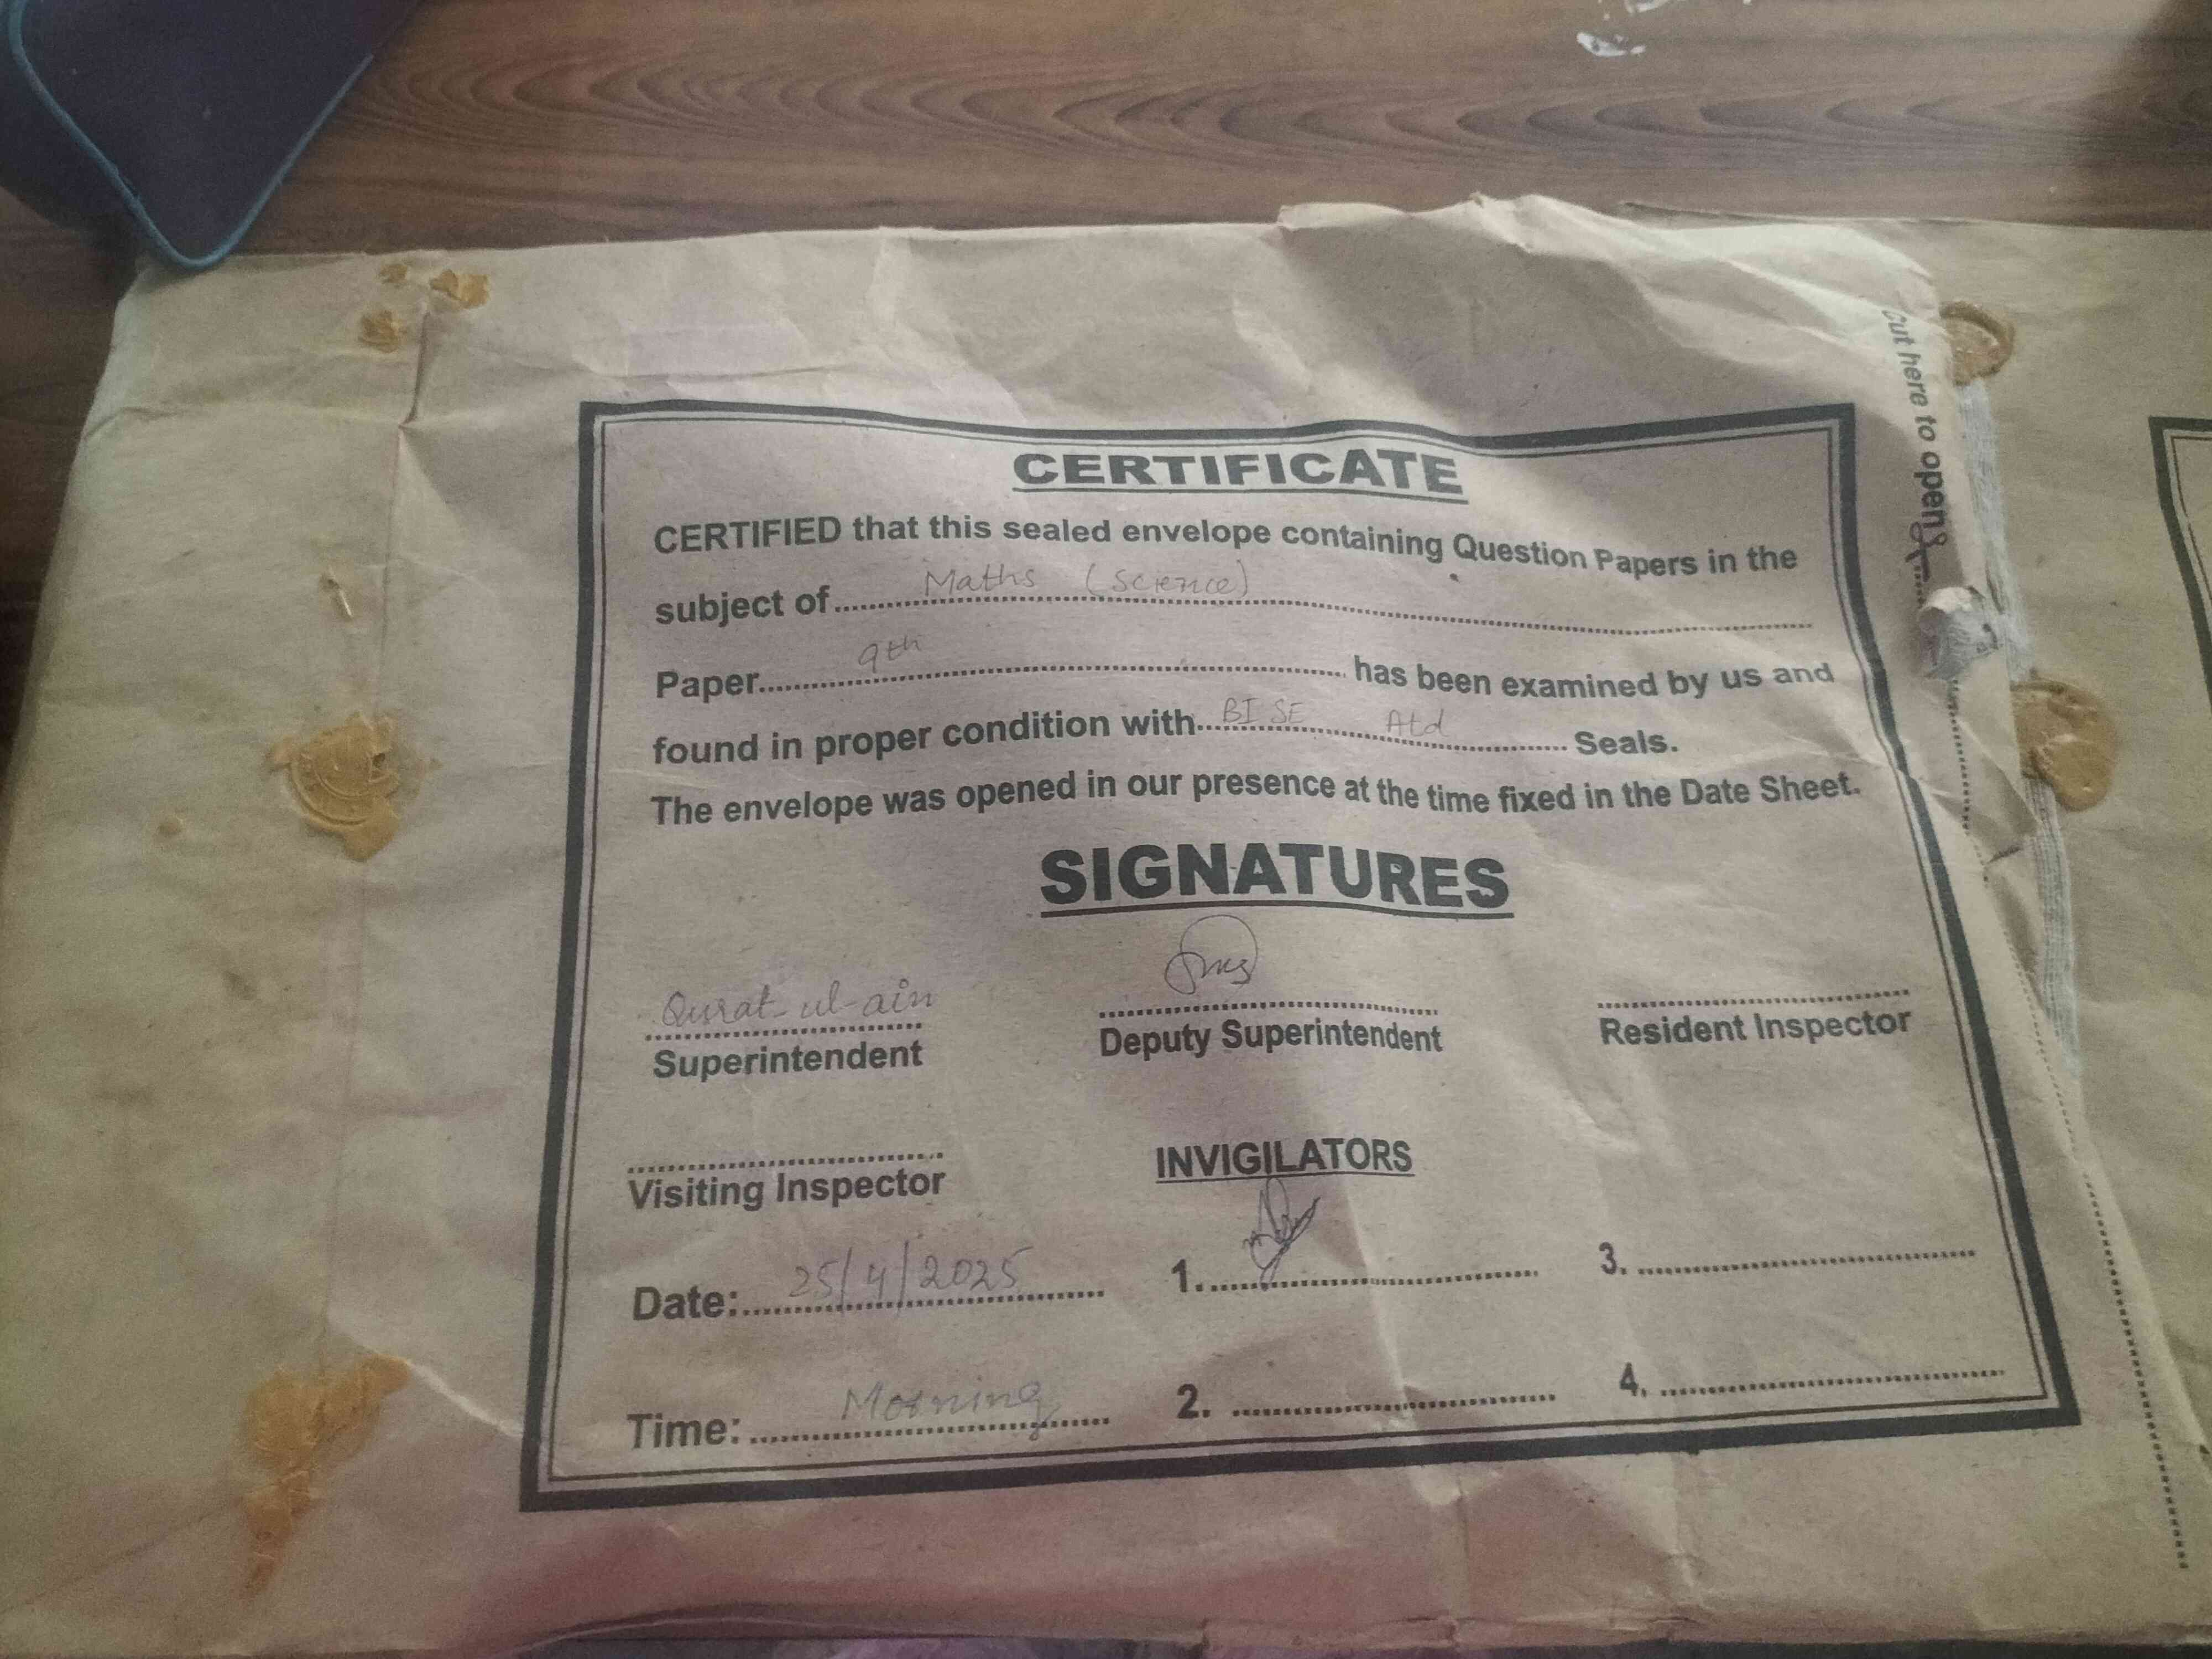 Cut here to open
CERTIFICATE
CERTIFIED that this sealed envelope containing Question Papers in the
subject of Maths (Science)
Paper 9th has been examined by us and
found in proper condition with BISE Atd Seals.
The envelope was opened in our presence at the time fixed in the Date Sheet.
SIGNATURES
Qurat-ul-ain
Superintendent Deputy Superintendent Resident Inspector
Visiting Inspector INVIGILATORS
Date: 25/4/2025 1. 3.
Time: Morning 2. 4.